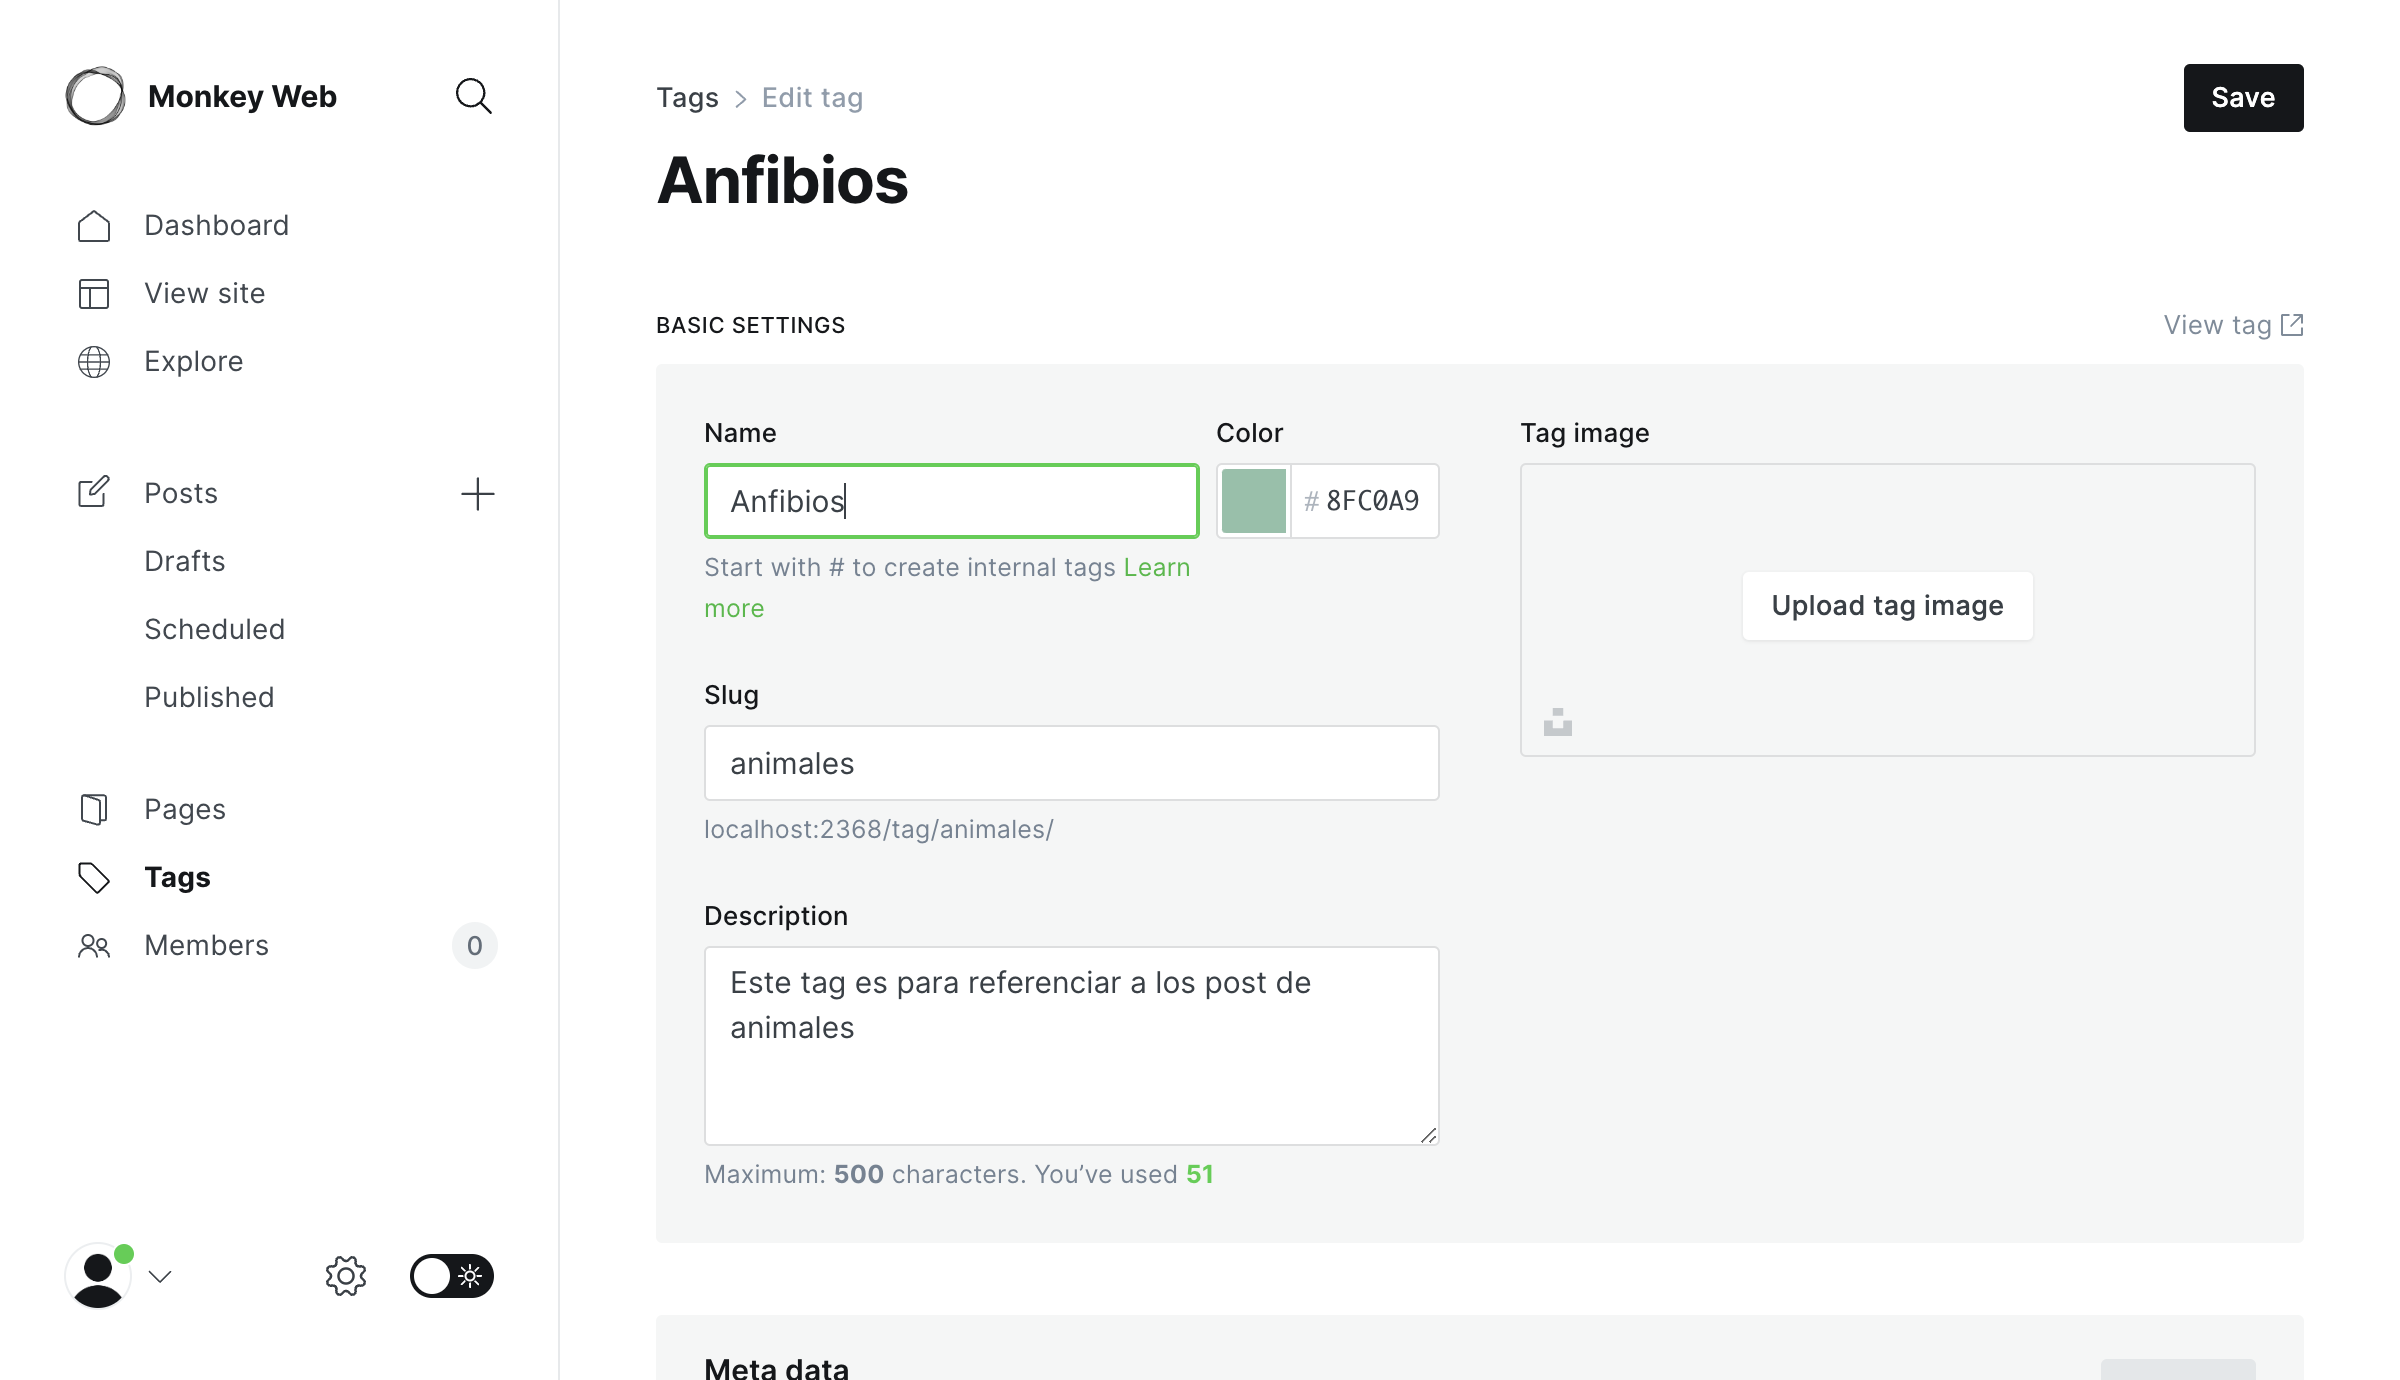 Monkey Web
Dashboard
View site
Explore
Posts
Drafts
Scheduled
Published
Pages
Tags
Members 0
Tags > Edit tag
Save
Anfibios
BASIC SETTINGS
View tag
Name
Anfibios
Start with # to create internal tags Learn
more
Color
# 8FC0A9
Slug
animales
localhost:2368/tag/animales/
Description
Este tag es para referenciar a los post de
animales
Maximum: 500 characters. You’ve used 51
Tag image
Upload tag image
Meta data